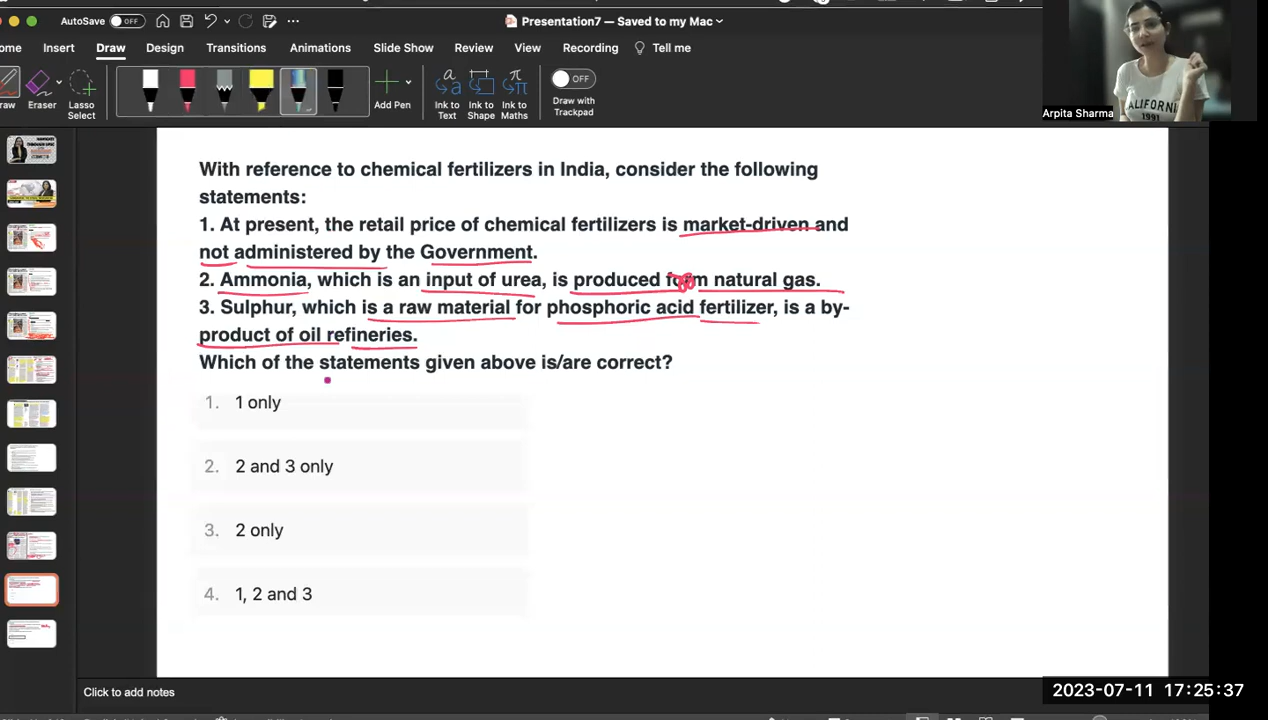 AutoSave OFF
Presentation7 — Saved to my Mac
Insert Draw Design Transitions Animations Slide Show Review View Recording Tell me
Eraser
Lasso
Select
Add Pen
Ink to
Text
Ink to
Shape
Ink to
Maths
OFF
Draw with
Trackpad
CALIFORNI
1991
Arpita Sharma
With reference to chemical fertilizers in India, consider the following
statements:
1. At present, the retail price of chemical fertilizers is market-driven and
not administered by the Government.
2. Ammonia, which is an input of urea, is produced form natural gas.
3. Sulphur, which is a raw material for phosphoric acid fertilizer, is a by-
product of oil refineries.
Which of the statements given above is/are correct?
1. 1 only
2. 2 and 3 only
3. 2 only
4. 1, 2 and 3
Click to add notes
2023-07-11 17:25:37